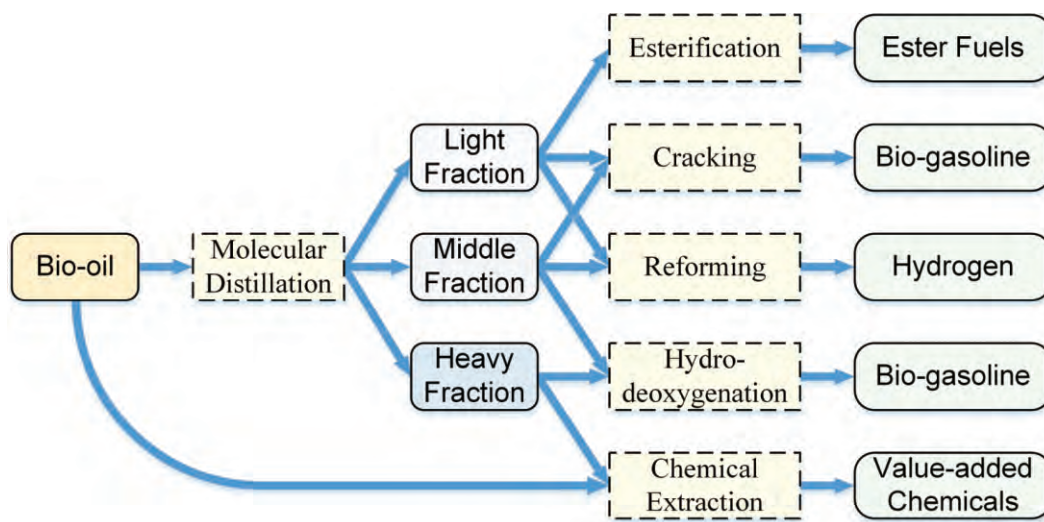 Bio-oil
Molecular
Distillation
Light
Fraction
Middle
Fraction
Heavy
Fraction
Esterification
Cracking
Reforming
Hydro-
deoxygenation
Chemical
Extraction
Ester Fuels
Bio-gasoline
Hydrogen
Bio-gasoline
Value-added
Chemicals